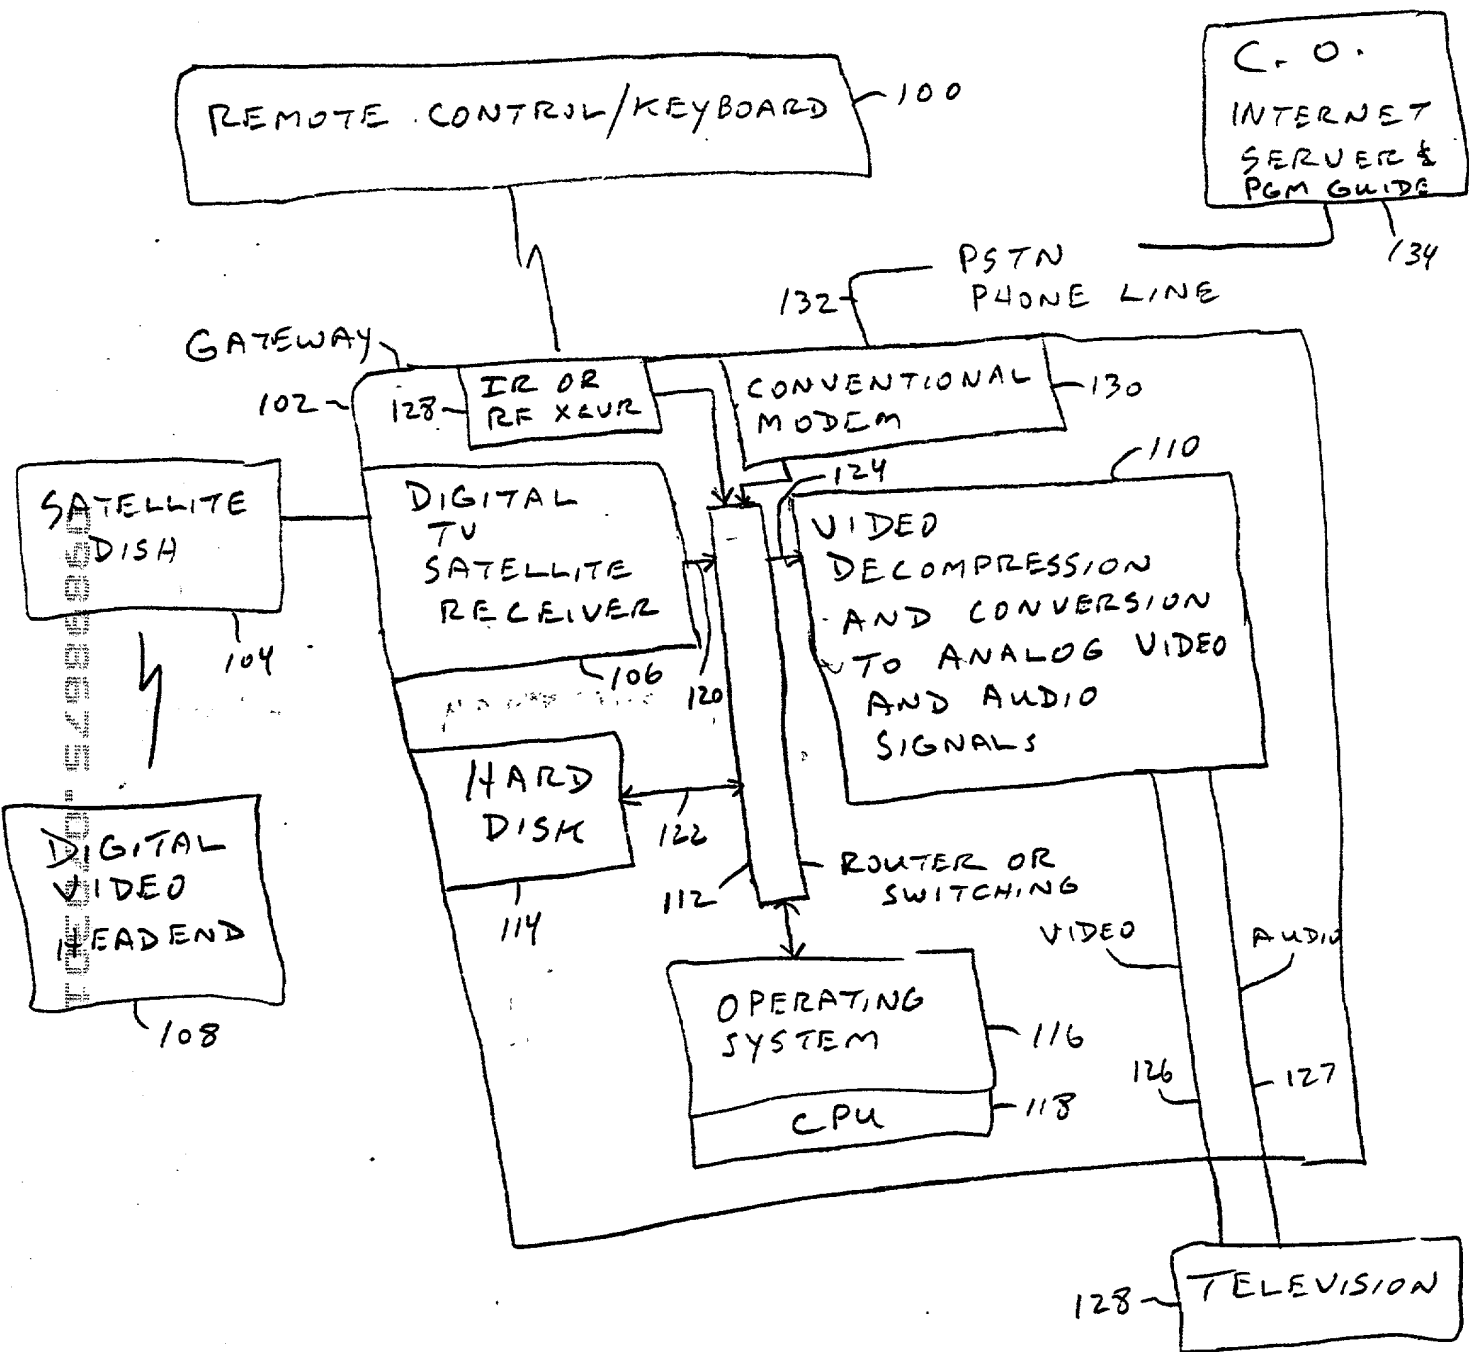 C. O.
INTERNET
SERVER &
PGM GUIDE
134
REMOTE CONTROL/KEYBOARD
100
PSTN
PHONE LINE
132
GATEWAY
102
IR OR
RF XCVR
128
CONVENTIONAL
MODEM
130
124
110
SATELLITE
DISH
104
DIGITAL
TV
SATELLITE
RECEIVER
106
120
VIDEO
DECOMPRESSION
AND CONVERSION
TO ANALOG VIDEO
AND AUDIO
SIGNALS
HARD
DISK
114
122
112
ROUTER OR
SWITCHING
DIGITAL
VIDEO
HEADEND
108
VIDEO
AUDIO
OPERATING
SYSTEM
116
CPU
118
126
127
TELEVISION
128